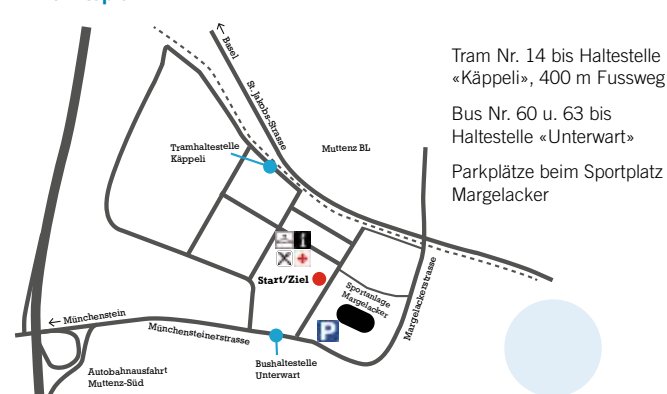 Tram Nr. 14 bis Haltestelle
«Käppeli», 400 m Fussweg
Bus Nr. 60 u. 63 bis
Haltestelle «Unterwart»
Parkplätze beim Sportplatz
Margelacker
← Basel
St. Jakobs-Strasse
Tramhaltestelle
Käppeli
Muttenz BL
Start/Ziel
Sportanlage
Margelacker
Margelackerstrasse
P
← Münchenstein
Münchensteinerstrasse
Bushaltestelle
Unterwart
Autobahnausfahrt
Muttenz-Süd